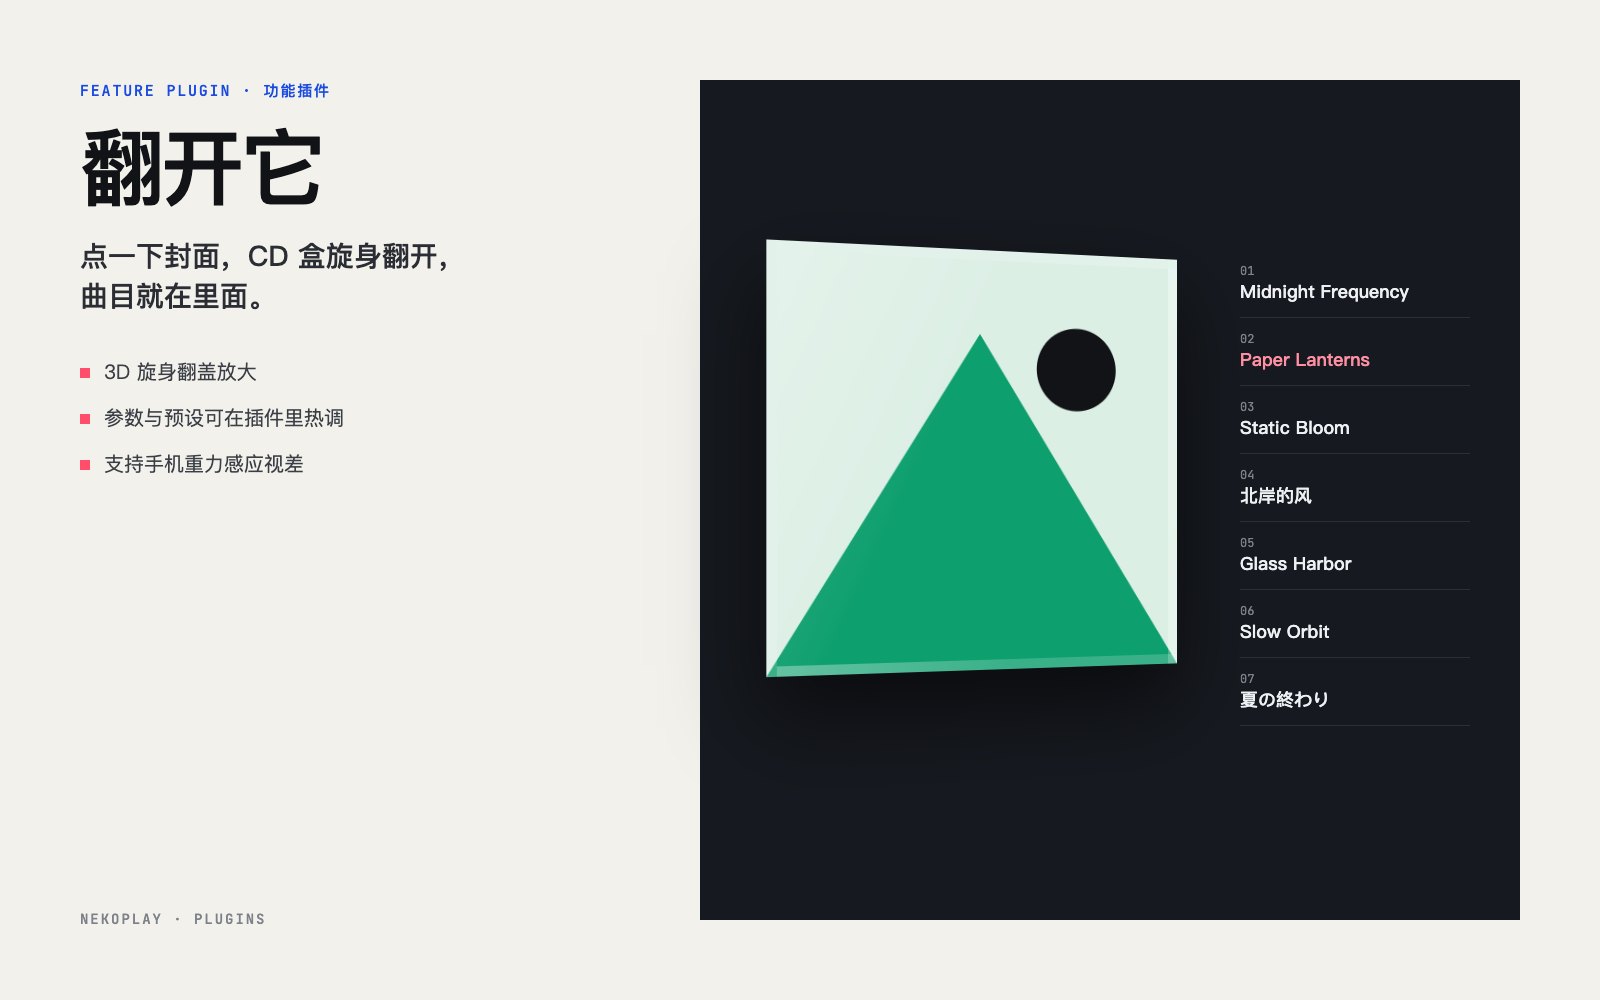 FEATURE PLUGIN · 功能插件
翻开它
点一下封面，CD 盒旋身翻开，
曲目就在里面。
3D 旋身翻盖放大
参数与预设可在插件里热调
支持手机重力感应视差
NEKOPLAY · PLUGINS
01
Midnight Frequency
02
Paper Lanterns
03
Static Bloom
04
北岸的风
05
Glass Harbor
06
Slow Orbit
07
夏の終わり